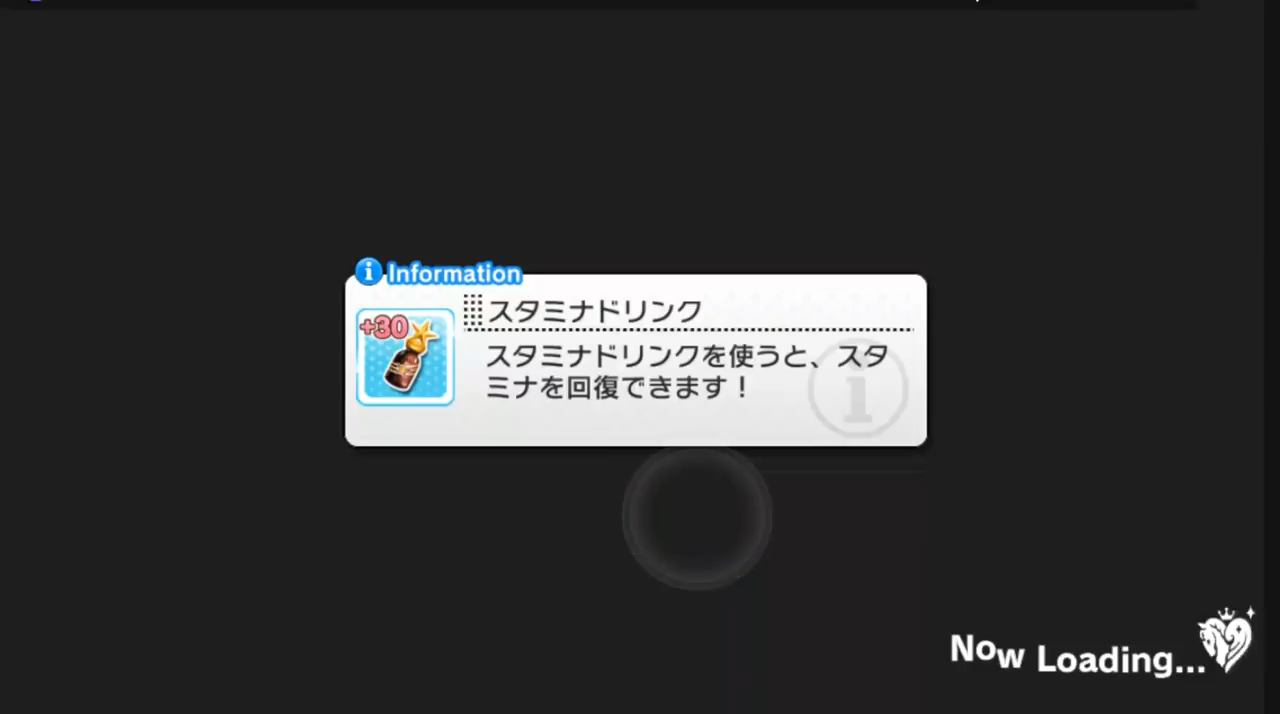 Information
スタミナドリンク
+30
スタミナドリンクを使うと、スタ
ミナを回復できます！
Now Loading...